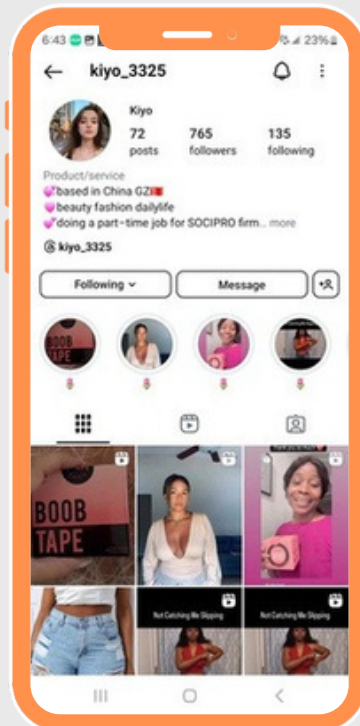 6:43 23%
kiyo_3325
Kiyo
72 765 135
posts followers following
Product/service
based in China GZ
beauty fashion dailylife
doing a part-time job for SOCIPRO firm... more
kiyo_3325
Following Message
BOOB
TAPE
BOOB
TAPE
Not Catching Me Slipping Not Catching Me Slipping